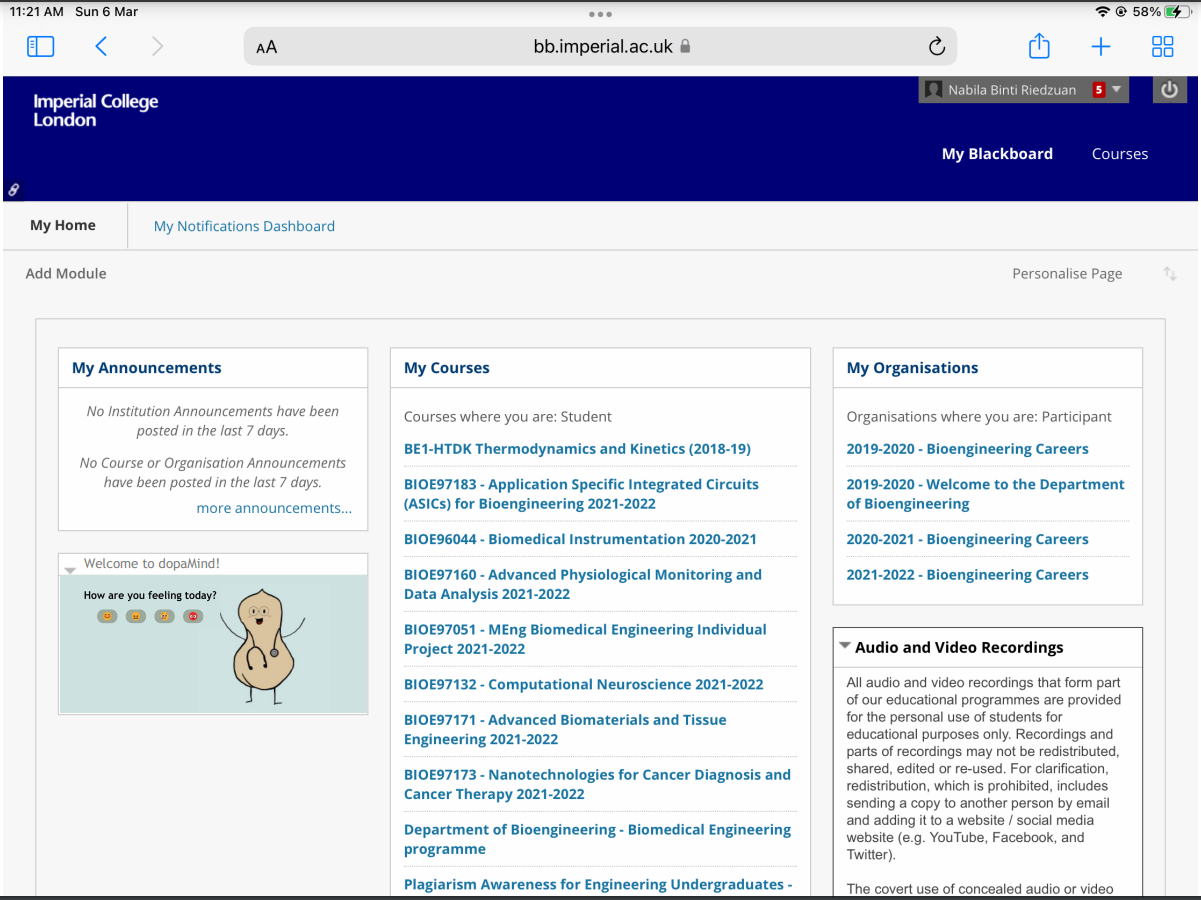 11:21 AM Sun 6 Mar
58%
AA
bb.imperial.ac.uk
Imperial College
London
Nabila Binti Riedzuan 5
My Blackboard
Courses
My Home
My Notifications Dashboard
Add Module
Personalise Page
My Announcements
No Institution Announcements have been
posted in the last 7 days.
No Course or Organisation Announcements
have been posted in the last 7 days.
more announcements...
Welcome to dopaMind!
How are you feeling today?
My Courses
Courses where you are: Student
BE1-HTDK Thermodynamics and Kinetics (2018-19)
BIOE97183 - Application Specific Integrated Circuits
(ASICs) for Bioengineering 2021-2022
BIOE96044 - Biomedical Instrumentation 2020-2021
BIOE97160 - Advanced Physiological Monitoring and
Data Analysis 2021-2022
BIOE97051 - MEng Biomedical Engineering Individual
Project 2021-2022
BIOE97132 - Computational Neuroscience 2021-2022
BIOE97171 - Advanced Biomaterials and Tissue
Engineering 2021-2022
BIOE97173 - Nanotechnologies for Cancer Diagnosis and
Cancer Therapy 2021-2022
Department of Bioengineering - Biomedical Engineering
programme
Plagiarism Awareness for Engineering Undergraduates -
My Organisations
Organisations where you are: Participant
2019-2020 - Bioengineering Careers
2019-2020 - Welcome to the Department
of Bioengineering
2020-2021 - Bioengineering Careers
2021-2022 - Bioengineering Careers
Audio and Video Recordings
All audio and video recordings that form part
of our educational programmes are provided
for the personal use of students for
educational purposes only. Recordings and
parts of recordings may not be redistributed,
shared, edited or re-used. For clarification,
redistribution, which is prohibited, includes
sending a copy to another person by email
and adding it to a website / social media
website (e.g. YouTube, Facebook, and
Twitter).
The covert use of concealed audio or video